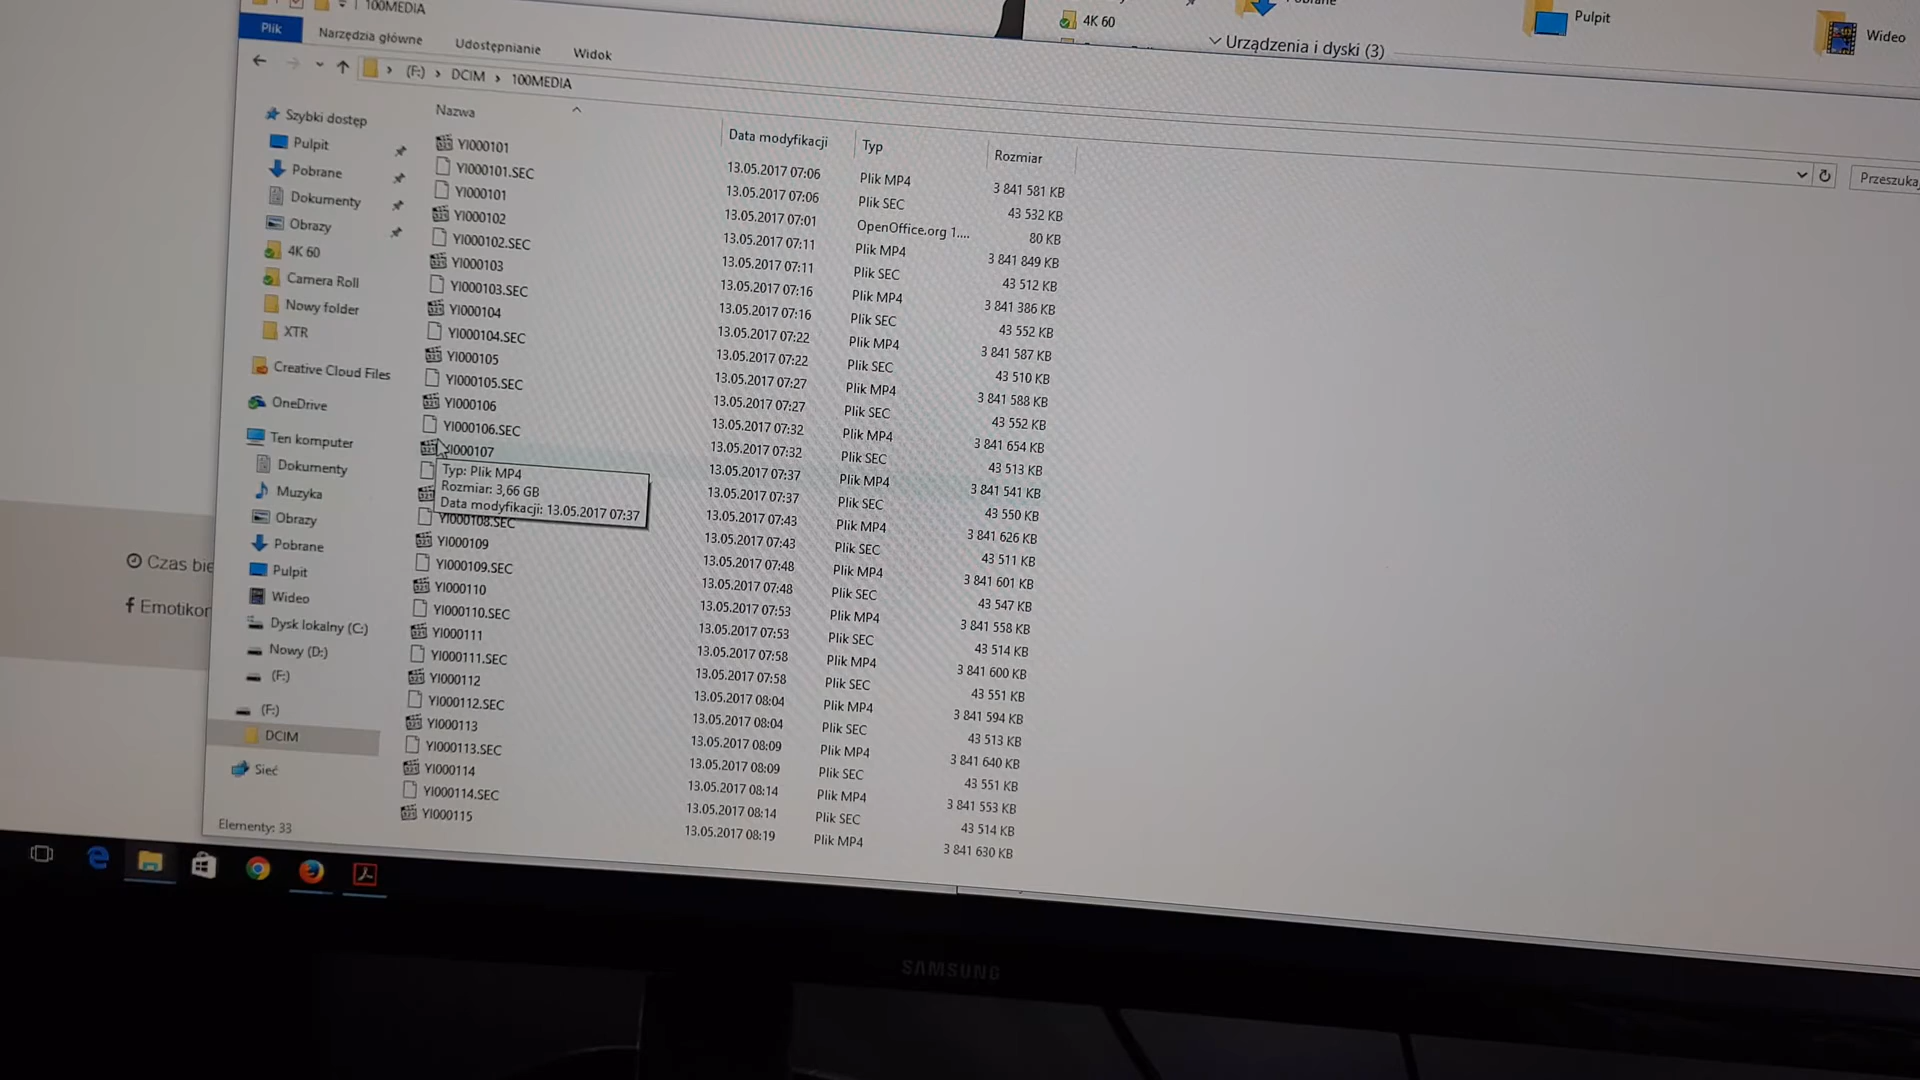 100MEDIA
Plik Narzędzia główne Udostępnianie Widok
(F:) › DCIM › 100MEDIA
4K 60
Urządzenia i dyski (3)
Pulpit
Wideo
Przeszukaj
Nazwa Data modyfikacji Typ Rozmiar
YI000101 13.05.2017 07:06 Plik MP4 3 841 581 KB
YI000101.SEC 13.05.2017 07:06 Plik SEC 43 532 KB
YI000101 13.05.2017 07:01 OpenOffice.org 1.... 80 KB
YI000102 13.05.2017 07:11 Plik MP4 3 841 849 KB
YI000102.SEC 13.05.2017 07:11 Plik SEC 43 512 KB
YI000103 13.05.2017 07:16 Plik MP4 3 841 386 KB
YI000103.SEC 13.05.2017 07:16 Plik SEC 43 552 KB
YI000104 13.05.2017 07:22 Plik MP4 3 841 587 KB
YI000104.SEC 13.05.2017 07:22 Plik SEC 43 510 KB
YI000105 13.05.2017 07:27 Plik MP4 3 841 588 KB
YI000105.SEC 13.05.2017 07:27 Plik SEC 43 552 KB
YI000106 13.05.2017 07:32 Plik MP4 3 841 654 KB
YI000106.SEC 13.05.2017 07:32 Plik SEC 43 513 KB
YI000107 13.05.2017 07:37 Plik MP4 3 841 541 KB
13.05.2017 07:37 Plik SEC 43 550 KB
13.05.2017 07:43 Plik MP4 3 841 626 KB
YI000108.SEC 13.05.2017 07:43 Plik SEC 43 511 KB
YI000109 13.05.2017 07:48 Plik MP4 3 841 601 KB
YI000109.SEC 13.05.2017 07:48 Plik SEC 43 547 KB
YI000110 13.05.2017 07:53 Plik MP4 3 841 558 KB
YI000110.SEC 13.05.2017 07:53 Plik SEC 43 514 KB
YI000111 13.05.2017 07:58 Plik MP4 3 841 600 KB
YI000111.SEC 13.05.2017 07:58 Plik SEC 43 551 KB
YI000112 13.05.2017 08:04 Plik MP4 3 841 594 KB
YI000112.SEC 13.05.2017 08:04 Plik SEC 43 513 KB
YI000113 13.05.2017 08:09 Plik MP4 3 841 640 KB
YI000113.SEC 13.05.2017 08:09 Plik SEC 43 551 KB
YI000114 13.05.2017 08:14 Plik MP4 3 841 553 KB
YI000114.SEC 13.05.2017 08:14 Plik SEC 43 514 KB
YI000115 13.05.2017 08:19 Plik MP4 3 841 630 KB
Typ: Plik MP4
Rozmiar: 3,66 GB
Data modyfikacji: 13.05.2017 07:37
Szybki dostęp
Pulpit
Pobrane
Dokumenty
Obrazy
4K 60
Camera Roll
Nowy folder
XTR
Creative Cloud Files
OneDrive
Ten komputer
Dokumenty
Muzyka
Obrazy
Pobrane
Pulpit
Wideo
Dysk lokalny (C:)
Nowy (D:)
(F:)
(F:)
DCIM
Sieć
Elementy: 33
Czas bie
Emotikor
SAMSUNG